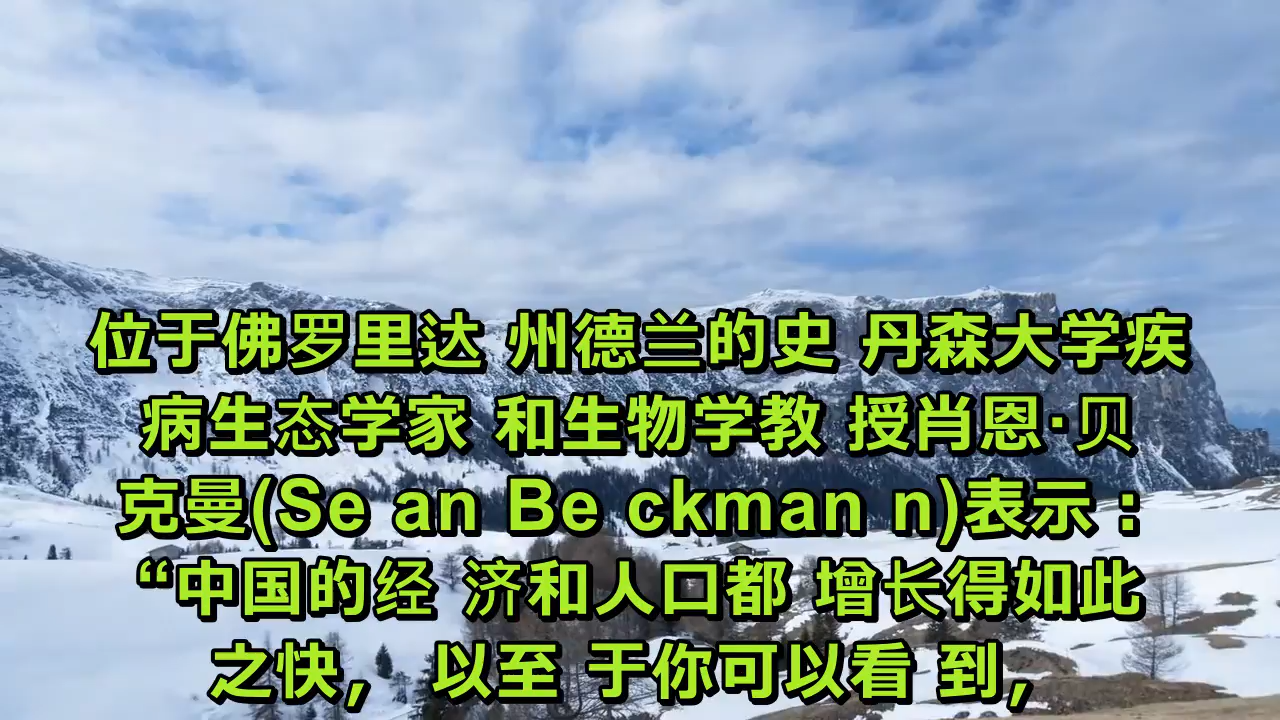 位于佛罗里达 州德兰的史 丹森大学疾
病生态学家 和生物学教 授肖恩·贝
克曼(Se an Be ckman n)表示：
“中国的经 济和人口都 增长得如此
之快， 以至 于你可以看 到，